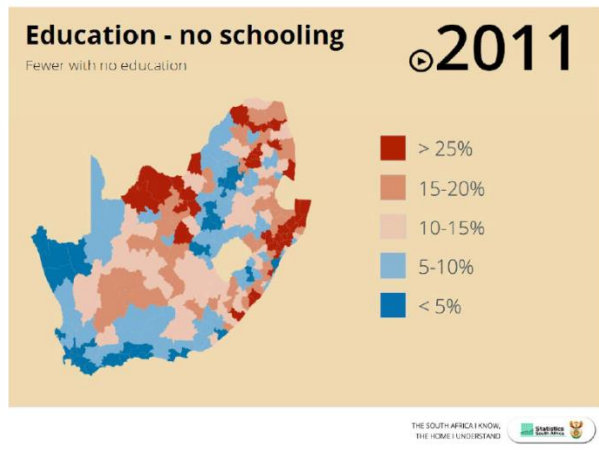 Education - no schooling
Fewer with no education
2011
> 25%
15-20%
10-15%
5-10%
< 5%
THE SOUTH AFRICA I KNOW,
THE HOME I UNDERSTAND
Statistics
South Africa